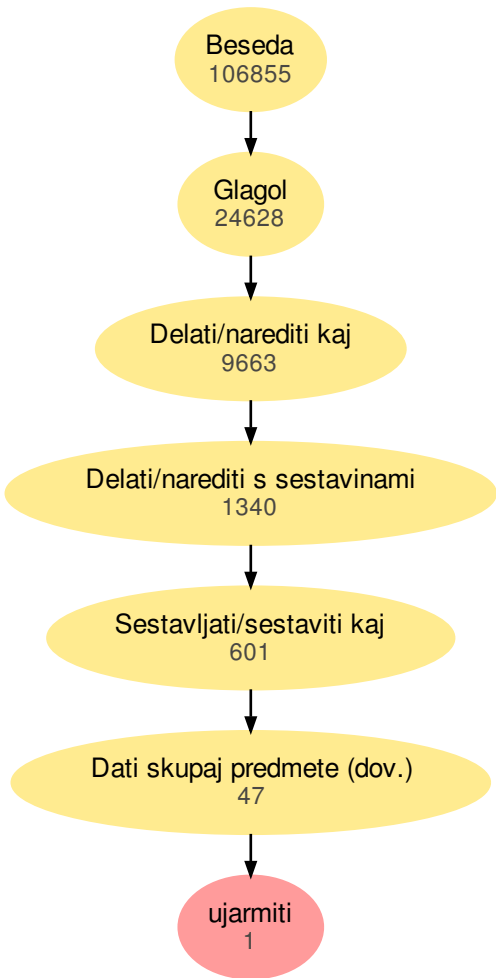 Beseda
106855
Glagol
24628
Delati/narediti kaj
9663
Delati/narediti s sestavinami
1340
Sestavljati/sestaviti kaj
601
Dati skupaj predmete (dov.)
47
ujarmiti
1